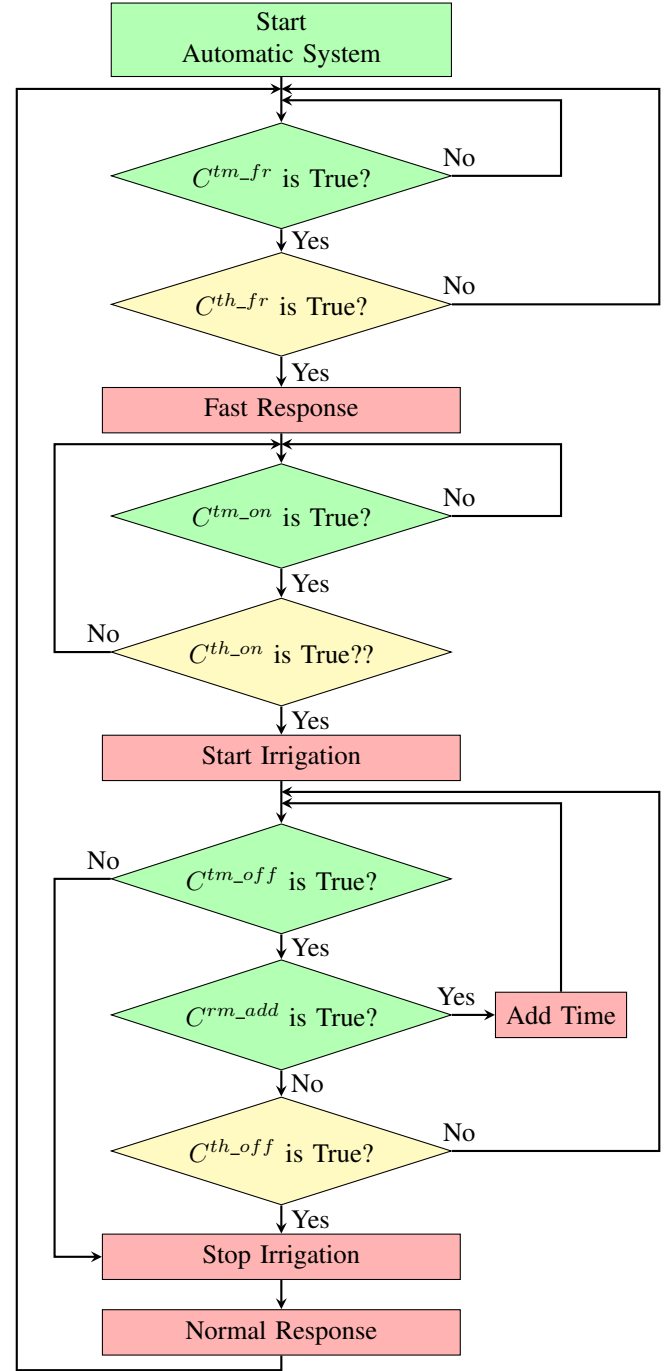 Start
Automatic System
C^{tm_fr} is True?
No
Yes
C^{th_fr} is True?
No
Yes
Fast Response
C^{tm_on} is True?
No
Yes
No
C^{th_on} is True??
Yes
Start Irrigation
No
C^{tm_off} is True?
Yes
C^{rm_add} is True?
Yes
Add Time
No
C^{th_off} is True?
No
Yes
Stop Irrigation
Normal Response